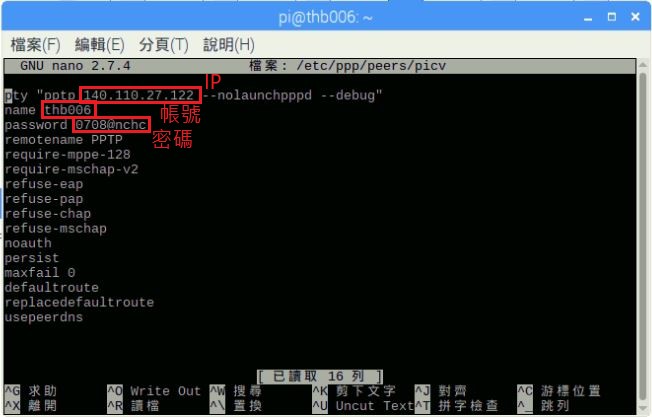 pi@thb006: ~
檔案(F) 編輯(E) 分頁(T) 說明(H)
GNU nano 2.7.4 檔案: /etc/ppp/peers/picv
IP
pty "pptp 140.110.27.122 --nolaunchpppd --debug"
name thb006 帳號
password 0708@nchc 密碼
remotename PPTP
require-mppe-128
require-mschap-v2
refuse-eap
refuse-pap
refuse-chap
refuse-mschap
noauth
persist
maxfail 0
defaultroute
replacedefaultroute
usepeerdns
[ 已讀取 16 列 ]
^G 求助 ^O Write Out ^W 搜尋 ^K 剪下文字 ^J 對齊 ^C 游標位置
^X 離開 ^R 讀檔 ^\ 置換 ^U Uncut Text ^T 拼字檢查 ^_ 跳列